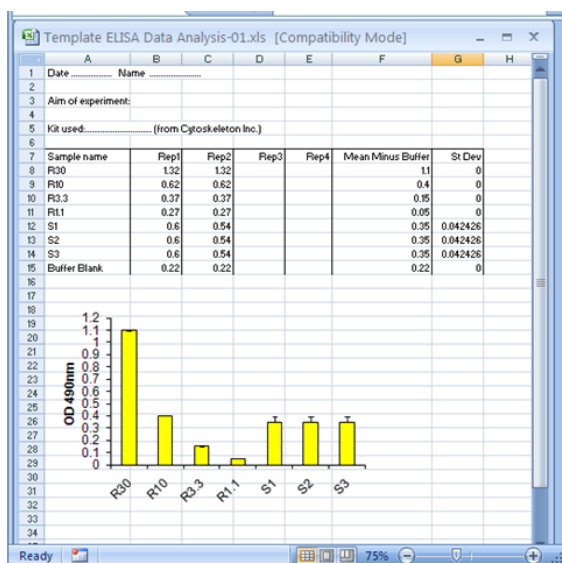 Template ELISA Data Analysis-01.xls [Compatibility Mode]
A B C D E F G H
1 Date .............. Name ..................
2
3 Aim of experiment:
4
5 Kit used:....................... (from Cytoskeleton Inc.)
6
7 Sample name Rep1 Rep2 Rep3 Rep4 Mean Minus Buffer St Dev
8 R30 1.32 1.32 1.1 0
9 R10 0.62 0.62 0.4 0
10 R3.3 0.37 0.37 0.15 0
11 R1.1 0.27 0.27 0.05 0
12 S1 0.6 0.54 0.35 0.042426
13 S2 0.6 0.54 0.35 0.042426
14 S3 0.6 0.54 0.35 0.042426
15 Buffer Blank 0.22 0.22 0.22 0
16
17
18
19
20
21
22
23
24
25
26
27
28
29
30
31
32
33
34
OD 490nm
1.2
1.1
1
0.9
0.8
0.7
0.6
0.5
0.4
0.3
0.2
0.1
0
R30 R10 R3.3 R1.1 S1 S2 S3
Ready 75%